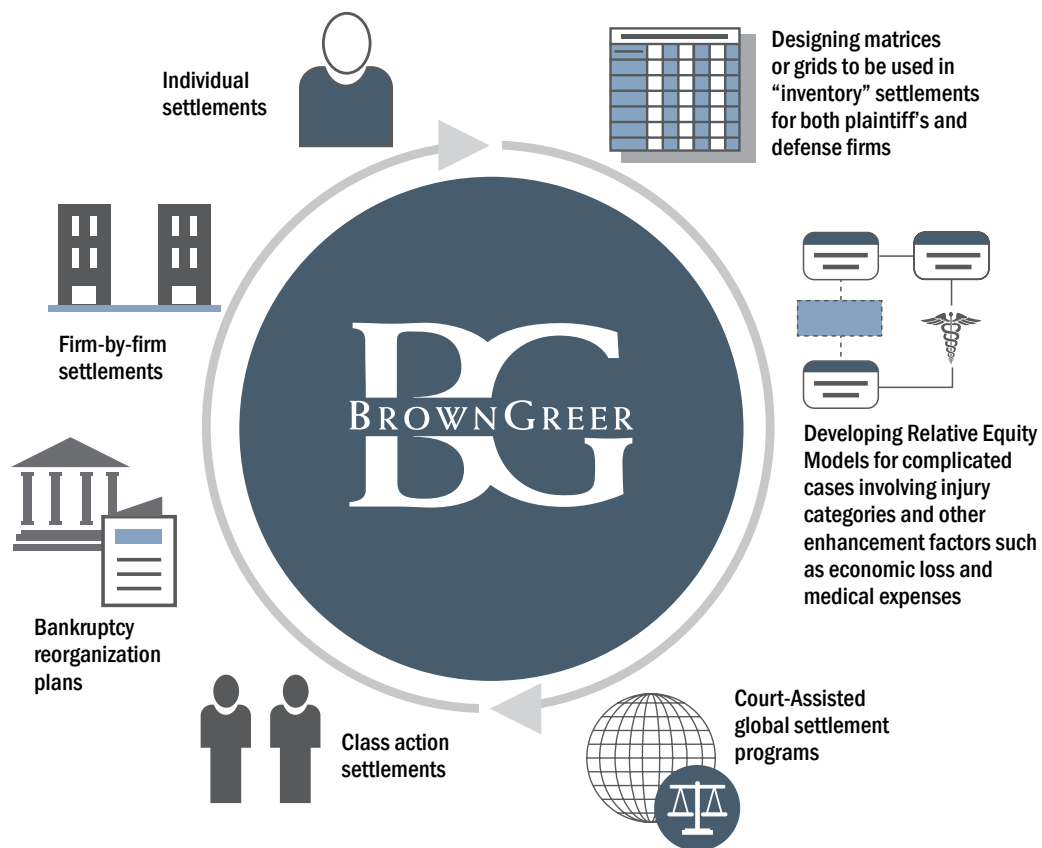 Individual
settlements
Designing matrices
or grids to be used in
“inventory” settlements
for both plaintiff’s and
defense firms
Firm-by-firm
settlements
BG
BROWNGREER
Developing Relative Equity
Models for complicated
cases involving injury
categories and other
enhancement factors such
as economic loss and
medical expenses
Bankruptcy
reorganization
plans
Class action
settlements
Court-Assisted
global settlement
programs